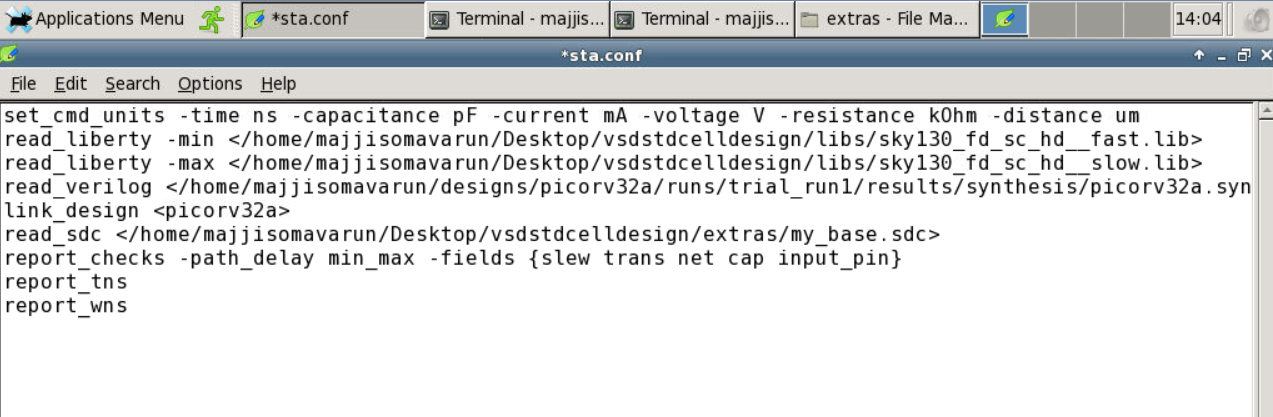 Applications Menu *sta.conf Terminal - majjis... Terminal - majjis... extras - File Ma... 14:04
*sta.conf
File Edit Search Options Help
set_cmd_units -time ns -capacitance pF -current mA -voltage V -resistance kOhm -distance um
read_liberty -min </home/majjisomavarun/Desktop/vsdstdcelldesign/libs/sky130_fd_sc_hd__fast.lib>
read_liberty -max </home/majjisomavarun/Desktop/vsdstdcelldesign/libs/sky130_fd_sc_hd__slow.lib>
read_verilog </home/majjisomavarun/designs/picorv32a/runs/trial_run1/results/synthesis/picorv32a.syn
link_design <picorv32a>
read_sdc </home/majjisomavarun/Desktop/vsdstdcelldesign/extras/my_base.sdc>
report_checks -path_delay min_max -fields {slew trans net cap input_pin}
report_tns
report_wns